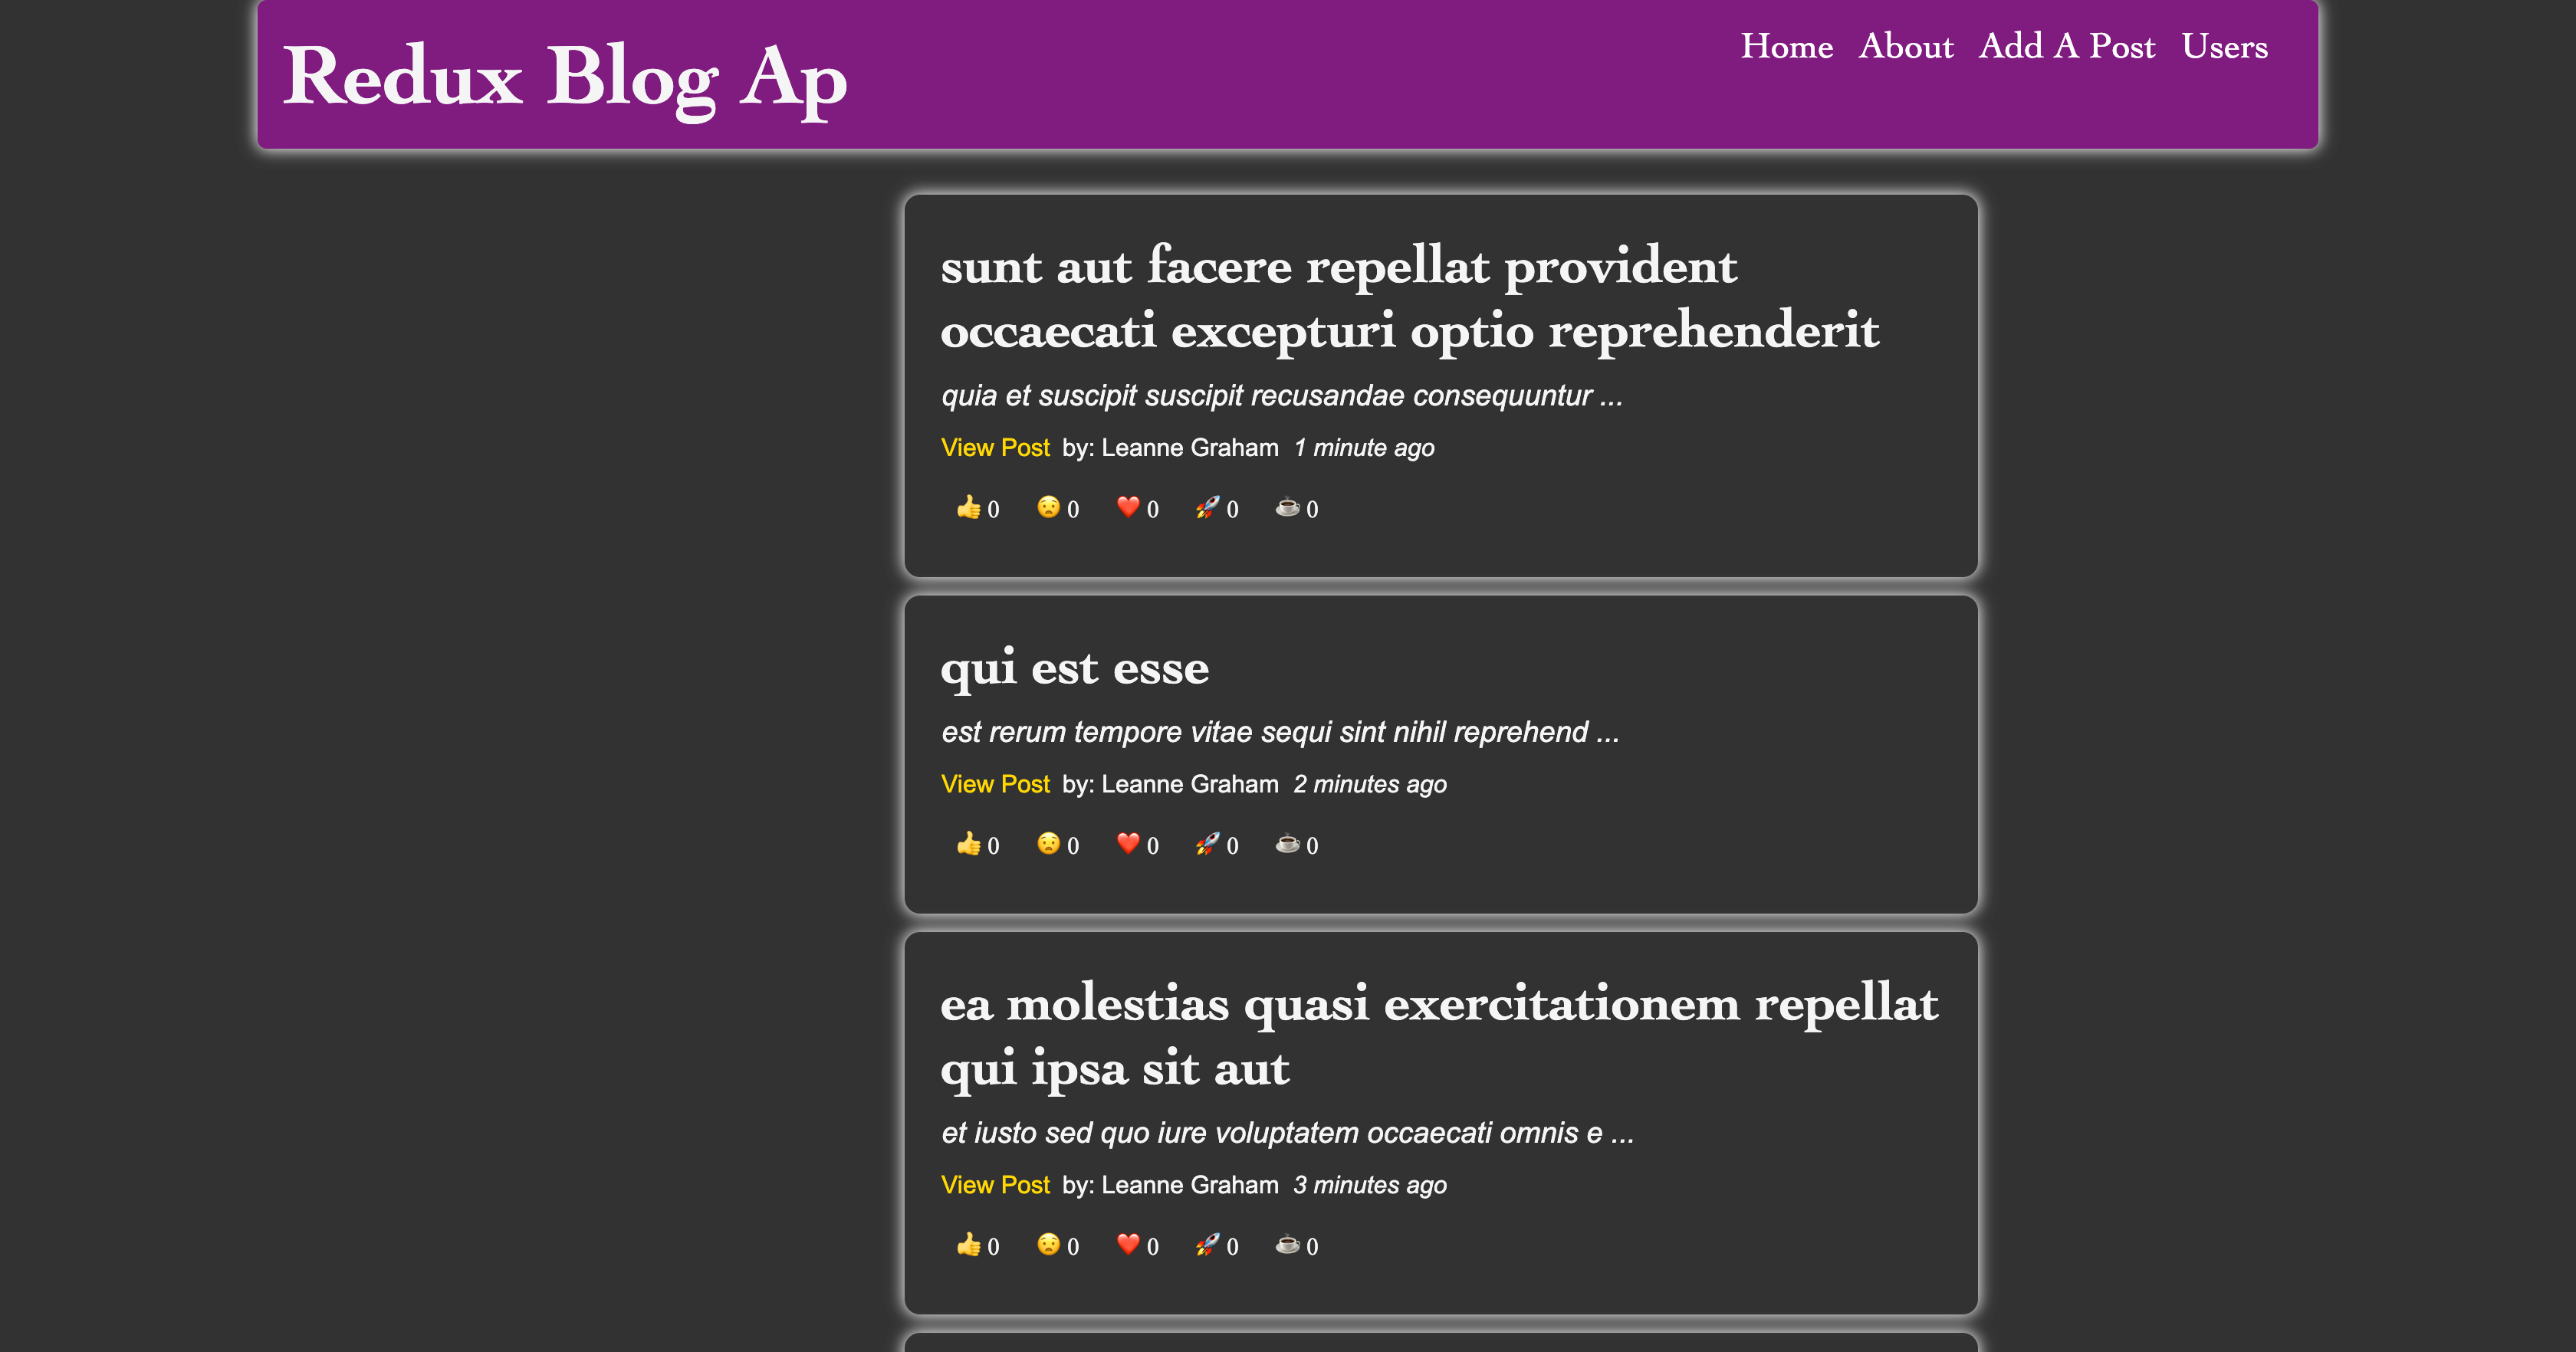 Redux Blog Ap
Home About Add A Post Users
sunt aut facere repellat provident
occaecati excepturi optio reprehenderit
quia et suscipit suscipit recusandae consequuntur ...
View Post by: Leanne Graham 1 minute ago
👍 0 😟 0 ❤️ 0 🚀 0 ☕ 0
qui est esse
est rerum tempore vitae sequi sint nihil reprehend ...
View Post by: Leanne Graham 2 minutes ago
👍 0 😟 0 ❤️ 0 🚀 0 ☕ 0
ea molestias quasi exercitationem repellat
qui ipsa sit aut
et iusto sed quo iure voluptatem occaecati omnis e ...
View Post by: Leanne Graham 3 minutes ago
👍 0 😟 0 ❤️ 0 🚀 0 ☕ 0